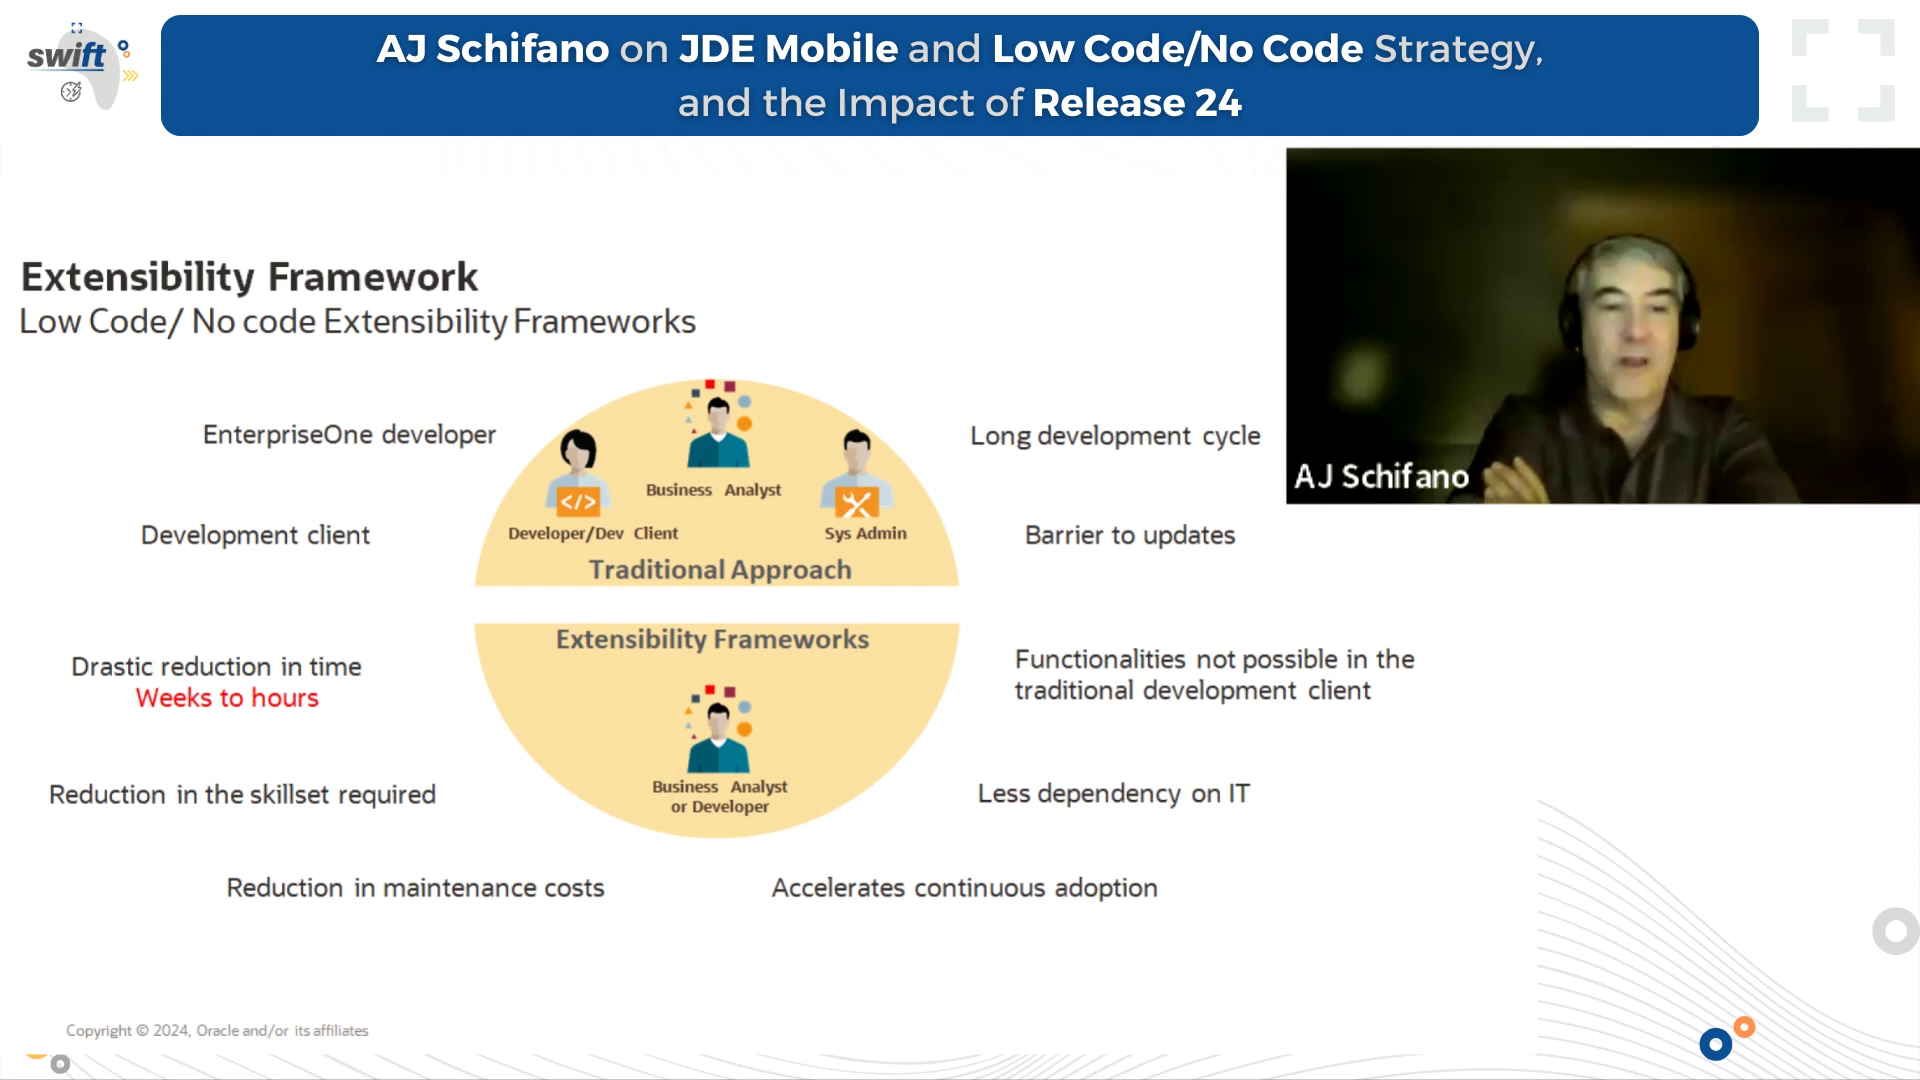 swift
AJ Schifano on JDE Mobile and Low Code/No Code Strategy,
and the Impact of Release 24
AJ Schifano
Extensibility Framework
Low Code/ No code Extensibility Frameworks
EnterpriseOne developer
Development client
Long development cycle
Barrier to updates
</>
Business Analyst
Developer/Dev Client
Sys Admin
Traditional Approach
Extensibility Frameworks
Business Analyst
or Developer
Drastic reduction in time
Weeks to hours
Functionalities not possible in the
traditional development client
Reduction in the skillset required
Less dependency on IT
Reduction in maintenance costs
Accelerates continuous adoption
Copyright © 2024, Oracle and/or its affiliates